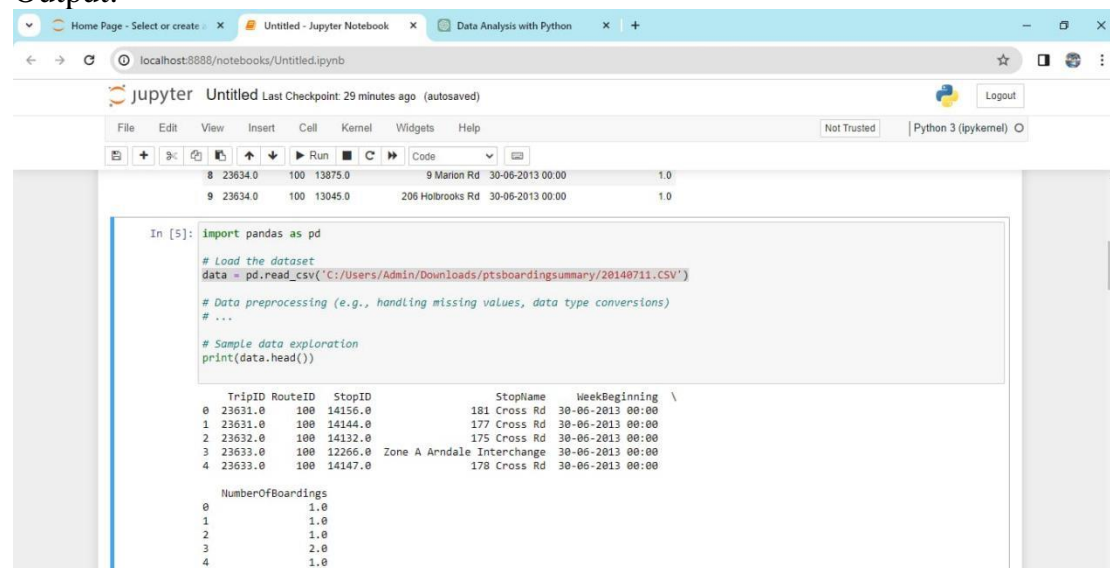 Output:
Home Page - Select or create a
Untitled - Jupyter Notebook
Data Analysis with Python
localhost:8888/notebooks/Untitled.ipynb
jupyter Untitled Last Checkpoint: 29 minutes ago (autosaved)
Logout
File Edit View Insert Cell Kernel Widgets Help
Not Trusted
Python 3 (ipykernel)
Run
Code
8 23634.0 100 13875.0 9 Marion Rd 30-06-2013 00:00 1.0
9 23634.0 100 13045.0 206 Holbrooks Rd 30-06-2013 00:00 1.0
In [5]: import pandas as pd
# Load the dataset
data = pd.read_csv('C:/Users/Admin/Downloads/ptsboardingsummary/20140711.CSV')
# Data preprocessing (e.g., handling missing values, data type conversions)
# ...
# Sample data exploration
print(data.head())
TripID RouteID StopID StopName WeekBeginning \
0 23631.0 100 14156.0 181 Cross Rd 30-06-2013 00:00
1 23631.0 100 14144.0 177 Cross Rd 30-06-2013 00:00
2 23632.0 100 14132.0 175 Cross Rd 30-06-2013 00:00
3 23633.0 100 12266.0 Zone A Arndale Interchange 30-06-2013 00:00
4 23633.0 100 14147.0 178 Cross Rd 30-06-2013 00:00
NumberOfBoardings
0 1.0
1 1.0
2 1.0
3 2.0
4 1.0